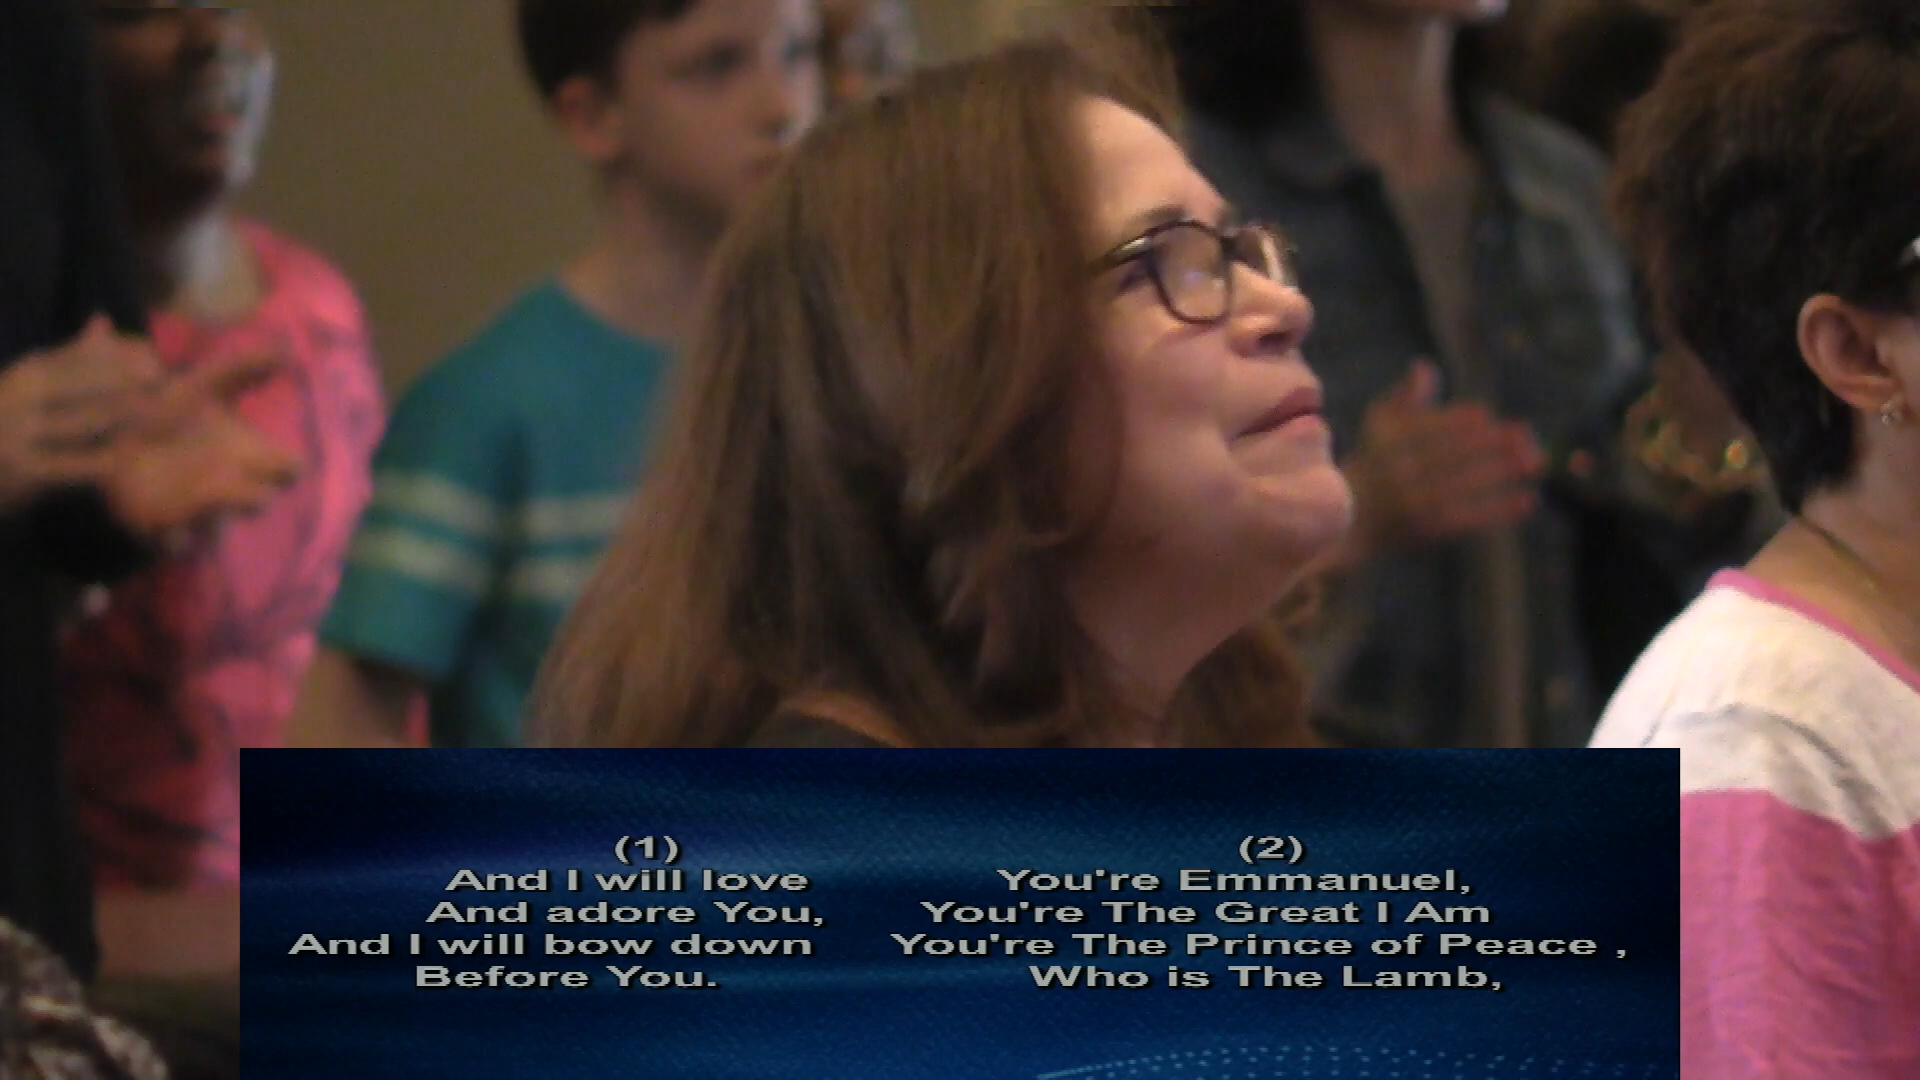 (1)
And I will love
And adore You,
And I will bow down
Before You.
(2)
You're Emmanuel,
You're The Great I Am
You're The Prince of Peace ,
Who is The Lamb,